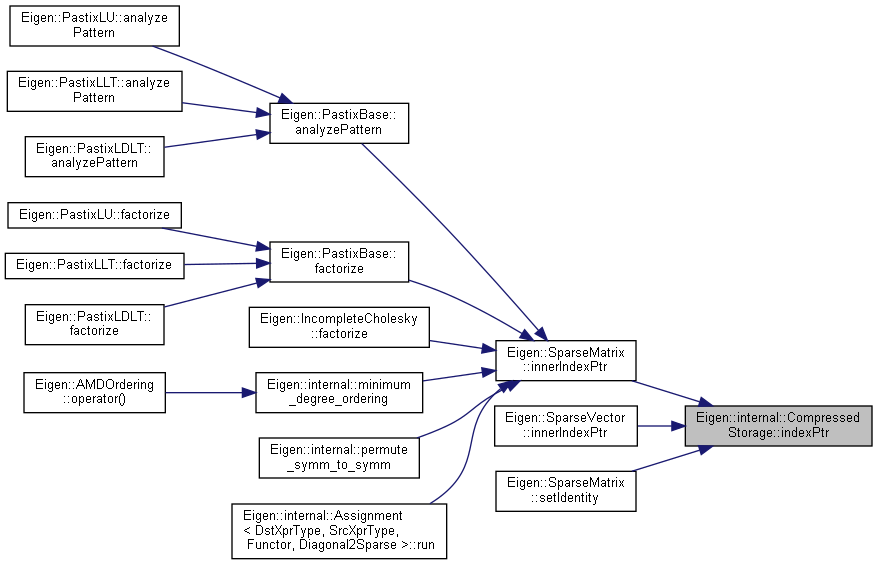 Eigen::PastixLU::analyze
Pattern
Eigen::PastixLLT::analyze
Pattern
Eigen::PastixBase::
analyzePattern
Eigen::PastixLDLT::
analyzePattern
Eigen::PastixLU::factorize
Eigen::PastixLLT::factorize
Eigen::PastixBase::
factorize
Eigen::PastixLDLT::
factorize
Eigen::IncompleteCholesky
::factorize
Eigen::SparseMatrix
::innerIndexPtr
Eigen::AMDOrdering
::operator()
Eigen::internal::minimum
_degree_ordering
Eigen::SparseVector
::innerIndexPtr
Eigen::internal::Compressed
Storage::indexPtr
Eigen::internal::permute
_symm_to_symm
Eigen::SparseMatrix
::setIdentity
Eigen::internal::Assignment
< DstXprType, SrcXprType,
Functor, Diagonal2Sparse >::run